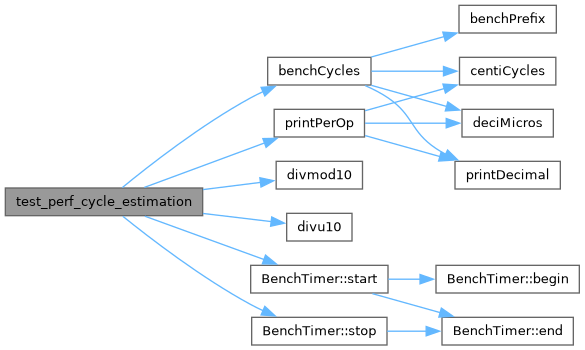 test_perf_cycle_estimation
benchCycles
printPerOp
divmod10
divu10
BenchTimer::start
BenchTimer::stop
benchPrefix
centiCycles
deciMicros
printDecimal
BenchTimer::begin
BenchTimer::end